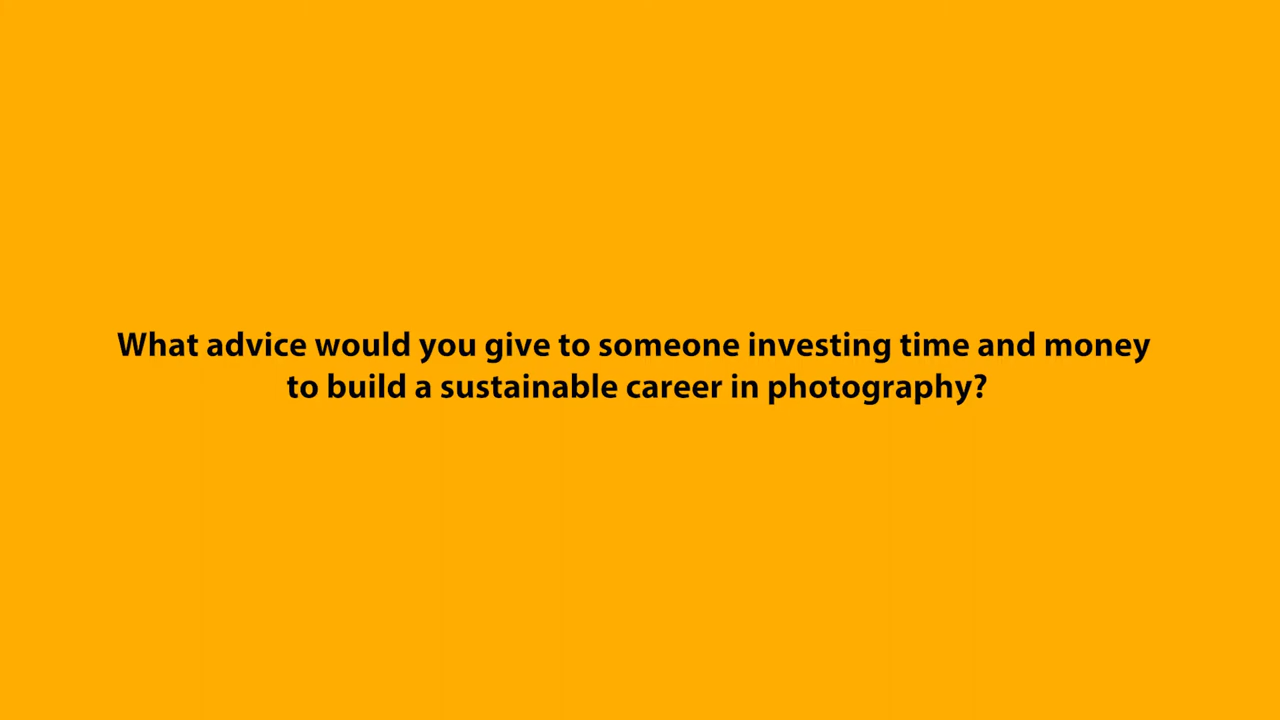 What advice would you give to someone investing time and money
to build a sustainable career in photography?